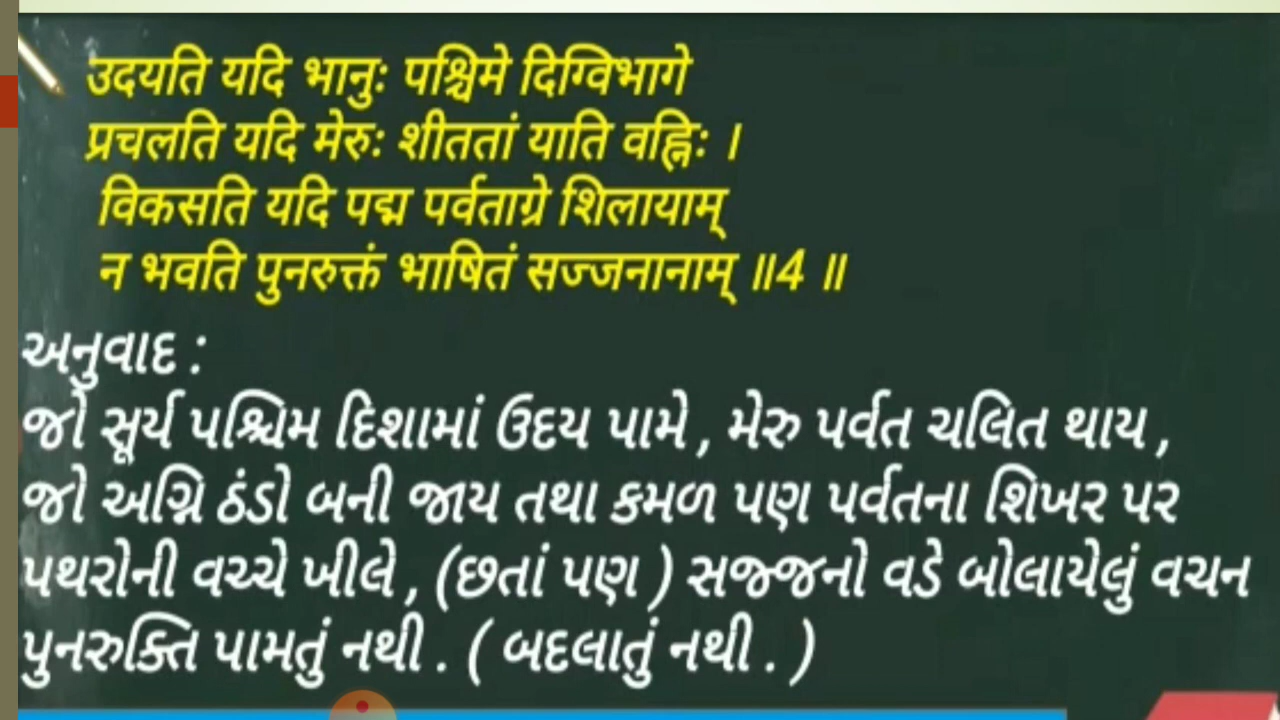 उदयति यदि भानुः पश्चिमे दिग्विभागे
प्रचलति यदि मेरुः शीततां याति वह्निः ।
विकसति यदि पद्म पर्वताग्रे शिलायाम्
न भवति पुनरुक्तं भाषितं सज्जनानाम् ॥4 ॥
અનુવાદ :
જો સૂર્ય પશ્ચિમ દિશામાં ઉદય પામે , મેરુ પર્વત ચલિત થાય ,
જો અગ્નિ ઠંડો બની જાય તથા કમળ પણ પર્વતના શિખર પર
પથરોની વચ્ચે ખીલે , (છતાં પણ ) સજ્જનો વડે બોલાયેલું વચન
પુનરુક્તિ પામતું નથી . ( બદલાતું નથી . )